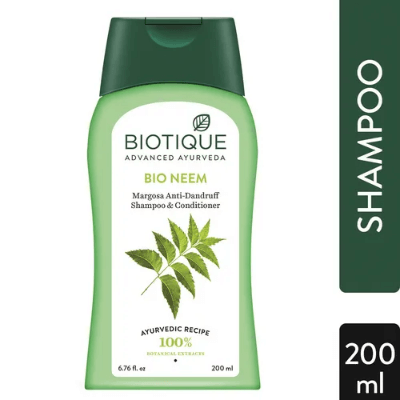 BIOTIQUE
ADVANCED AYURVEDA
BIO NEEM
Margosa Anti-Dandruff
Shampoo & Conditioner
AYURVEDIC RECIPE
100%
BOTANICAL EXTRACTS
6.76 fl. oz 200 ml
SHAMPOO
200
ml